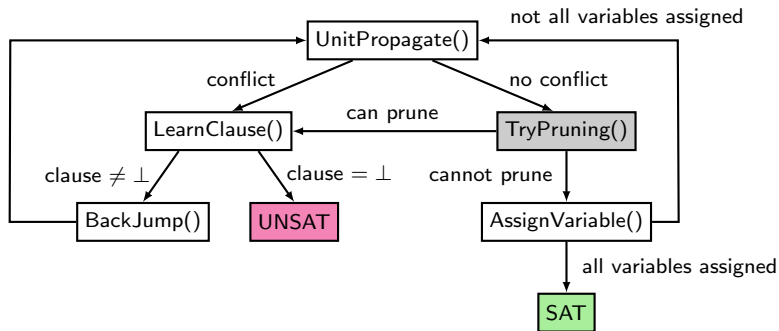 not all variables assigned
UnitPropagate()
conflict
no conflict
can prune
LearnClause()
TryPruning()
clause ≠ ⊥
clause = ⊥
cannot prune
BackJump()
UNSAT
AssignVariable()
all variables assigned
SAT